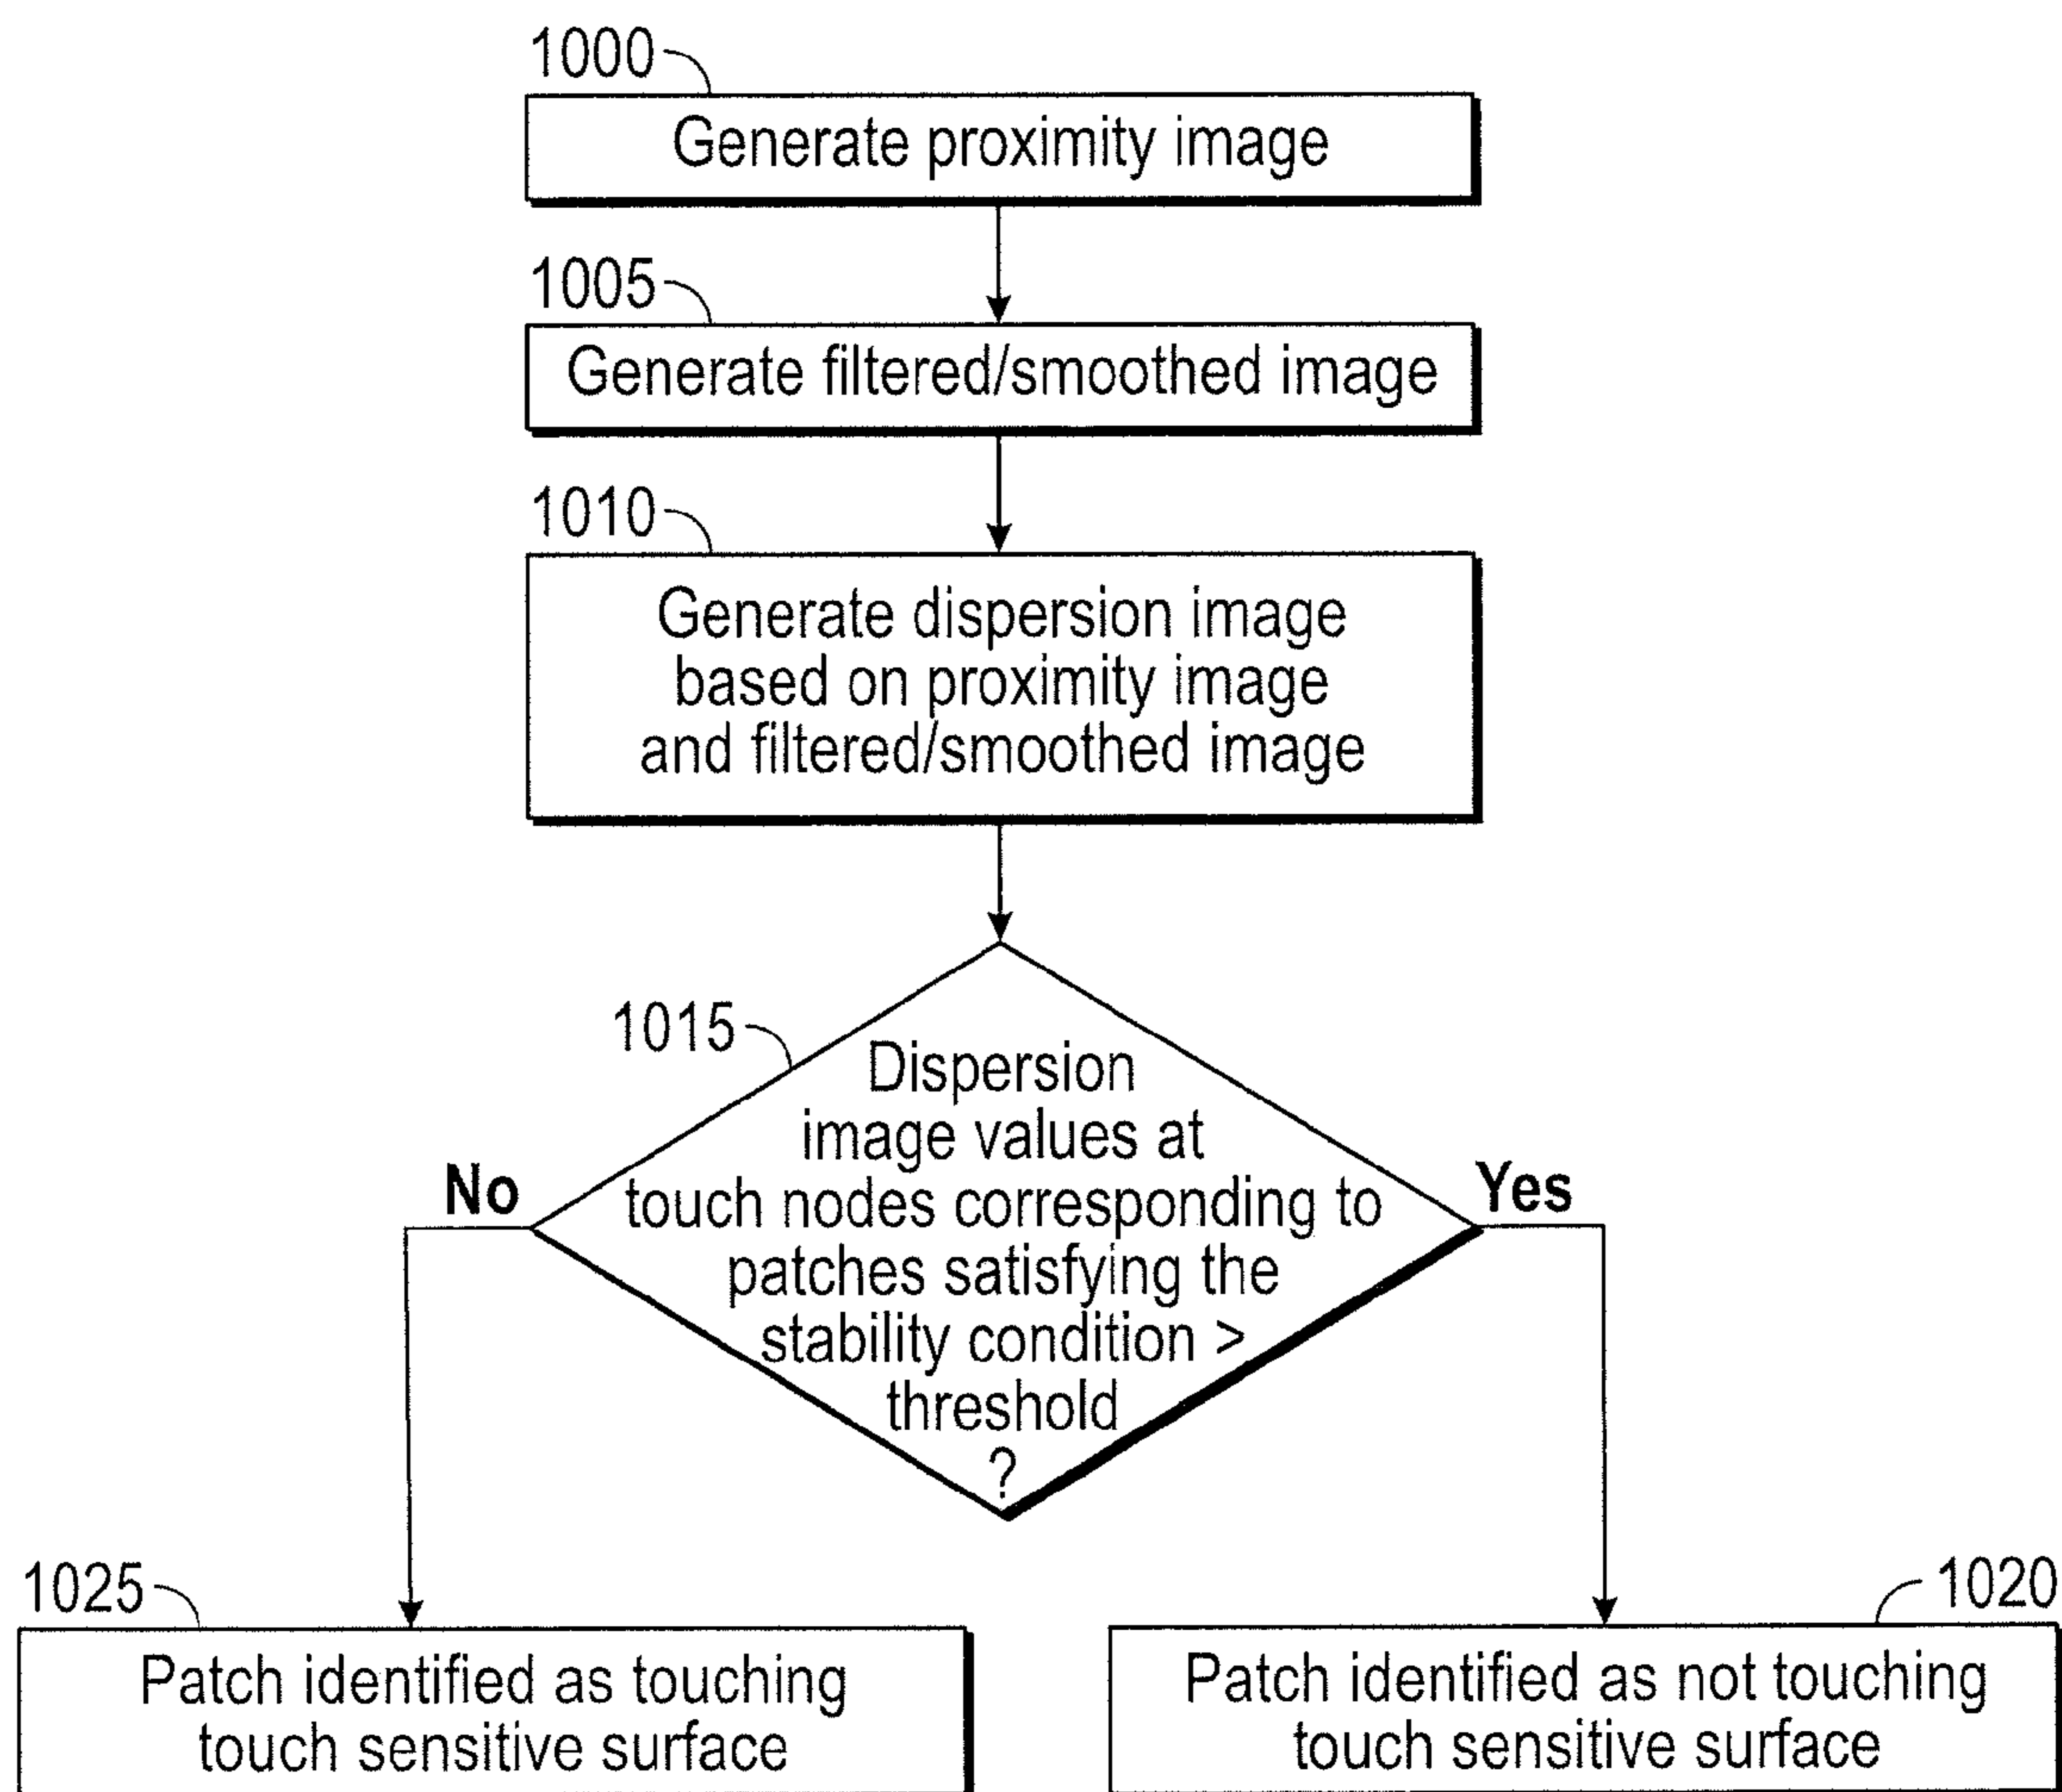 1000
Generate proximity image
1005
Generate filtered/smoothed image
1010
Generate dispersion image
based on proximity image
and filtered/smoothed image
1015
Dispersion
image values at
touch nodes corresponding to
patches satisfying the
stability condition >
threshold
?
No
Yes
1025
Patch identified as touching
touch sensitive surface
1020
Patch identified as not touching
touch sensitive surface